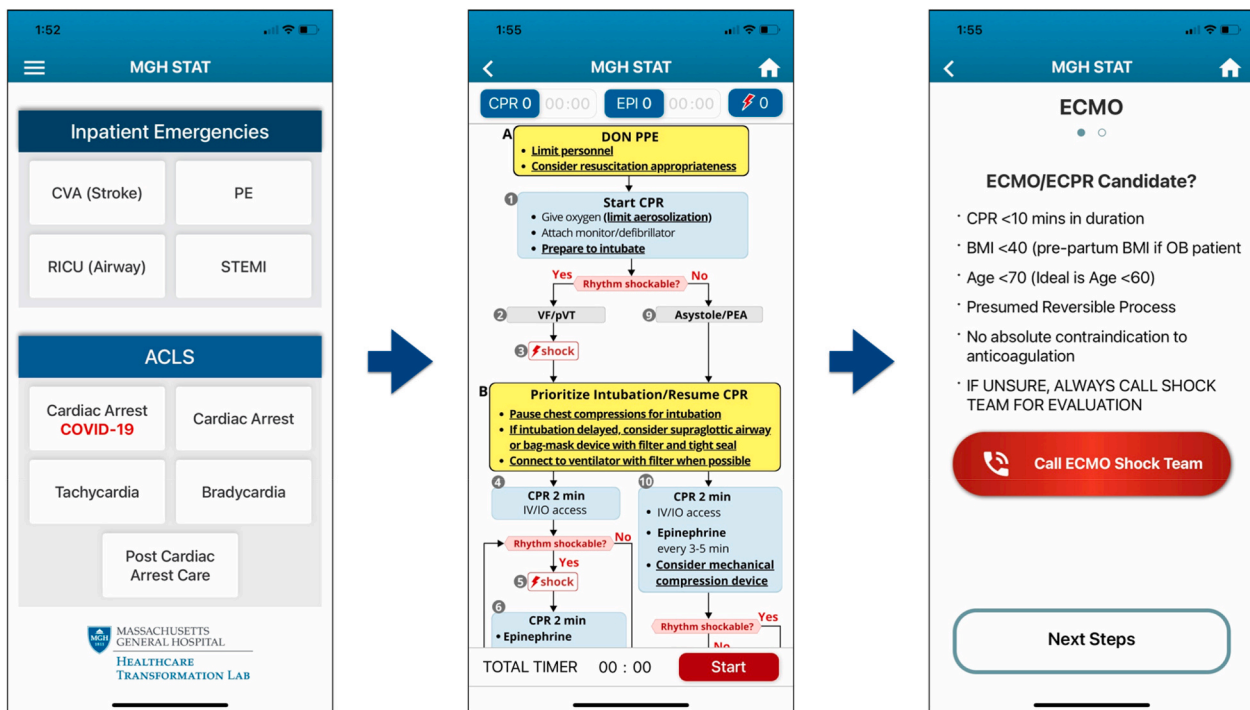 1:52
MGH STAT
Inpatient Emergencies
CVA (Stroke)
PE
RICU (Airway)
STEMI
ACLS
Cardiac Arrest
COVID-19
Cardiac Arrest
Tachycardia
Bradycardia
Post Cardiac
Arrest Care
MGH
1811
MASSACHUSETTS
GENERAL HOSPITAL
HEALTHCARE
TRANSFORMATION LAB
1:55
MGH STAT
CPR 0
00:00
EPI 0
00:00
0
A
DON PPE
• Limit personnel
• Consider resuscitation appropriateness
1
Start CPR
• Give oxygen (limit aerosolization)
• Attach monitor/defibrillator
• Prepare to intubate
Yes
Rhythm shockable?
No
2
VF/pVT
9
Asystole/PEA
3
shock
B
Prioritize Intubation/Resume CPR
• Pause chest compressions for intubation
• If intubation delayed, consider supraglottic airway
or bag-mask device with filter and tight seal
• Connect to ventilator with filter when possible
4
CPR 2 min
IV/IO access
Rhythm shockable?
No
Yes
5
shock
6
CPR 2 min
• Epinephrine
10
CPR 2 min
• IV/IO access
• Epinephrine
every 3-5 min
• Consider mechanical
compression device
Rhythm shockable?
Yes
No
TOTAL TIMER
00 : 00
Start
1:55
MGH STAT
ECMO
ECMO/ECPR Candidate?
· CPR <10 mins in duration
· BMI <40 (pre-partum BMI if OB patient
· Age <70 (Ideal is Age <60)
· Presumed Reversible Process
· No absolute contraindication to
anticoagulation
· IF UNSURE, ALWAYS CALL SHOCK
TEAM FOR EVALUATION
Call ECMO Shock Team
Next Steps